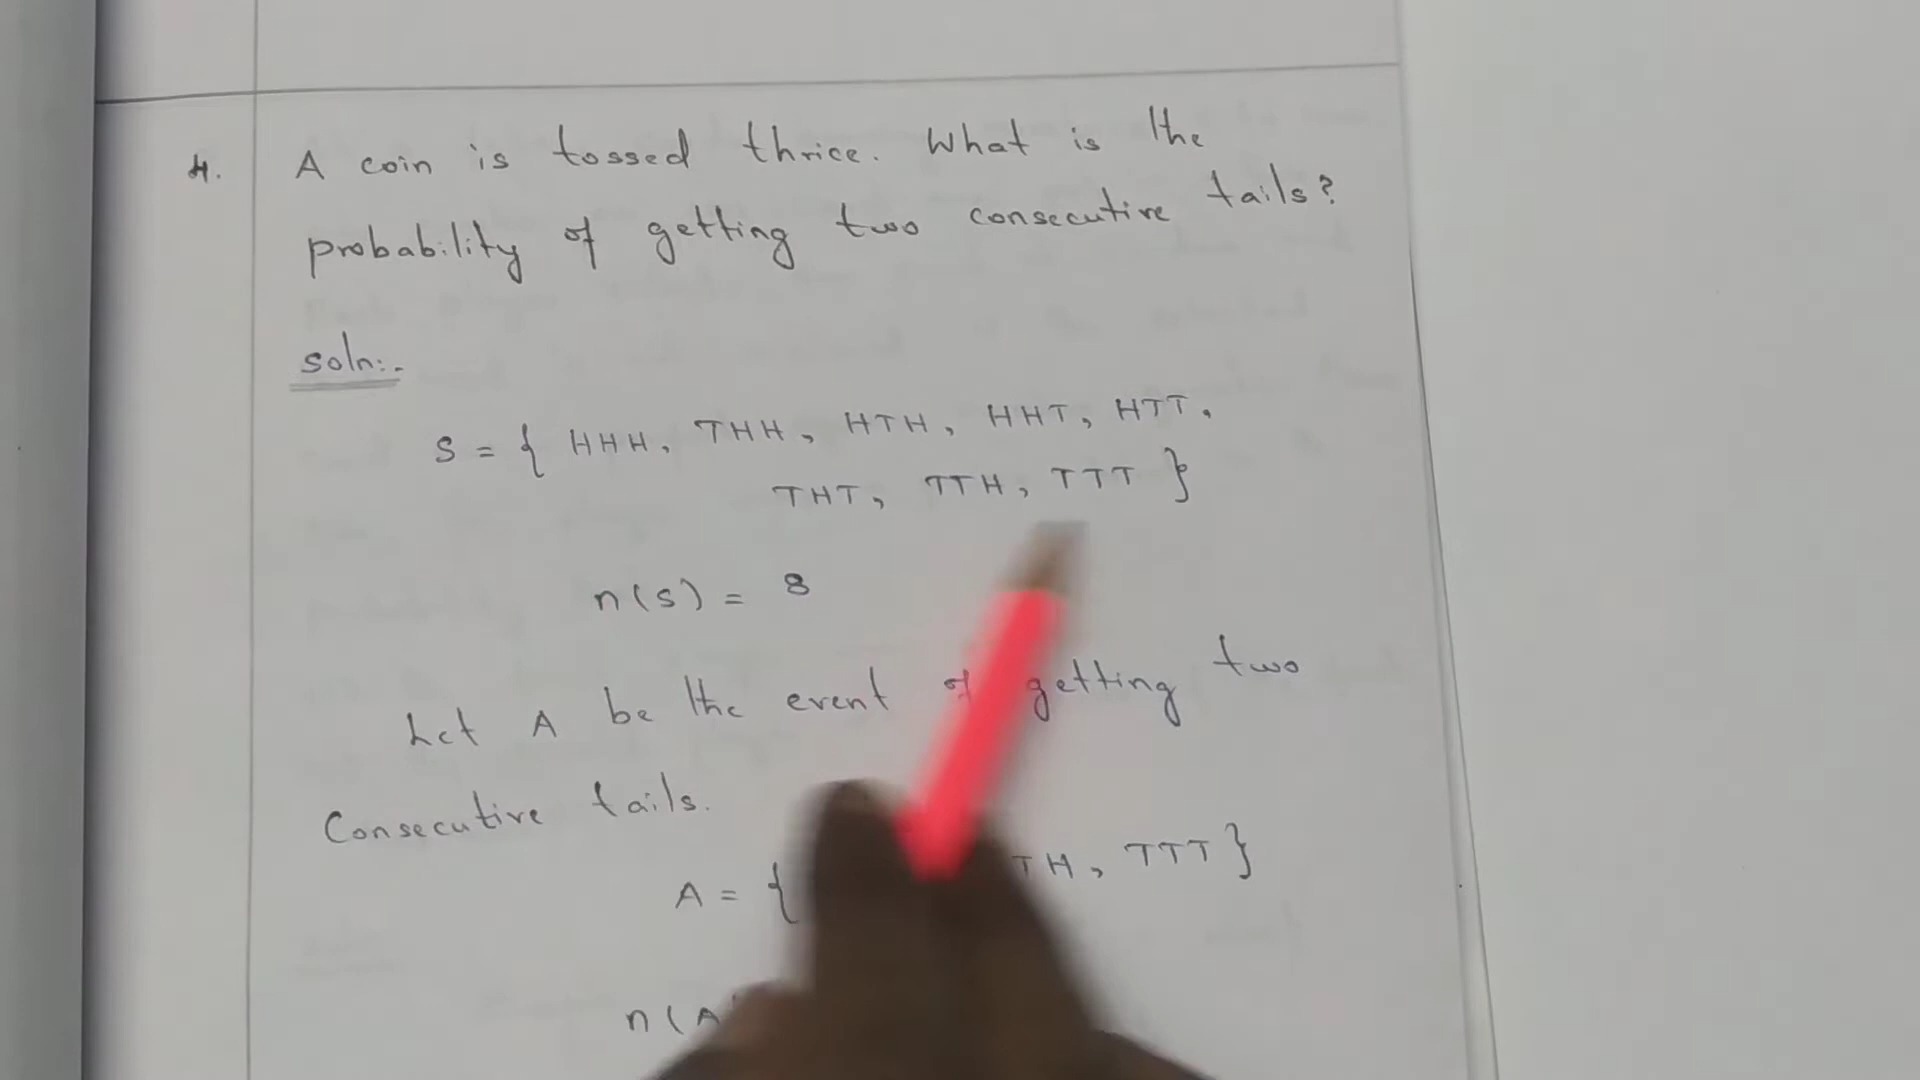 4. A coin is tossed thrice. What is the
probability of getting two consecutive tails?
Soln:-
S = { HHH, THH, HTH, HHT, HTT,
THT, TTH, TTT }
n(S) = 8
Let A be the event of getting two
Consecutive tails.
A = { TH, TTT }
n(A